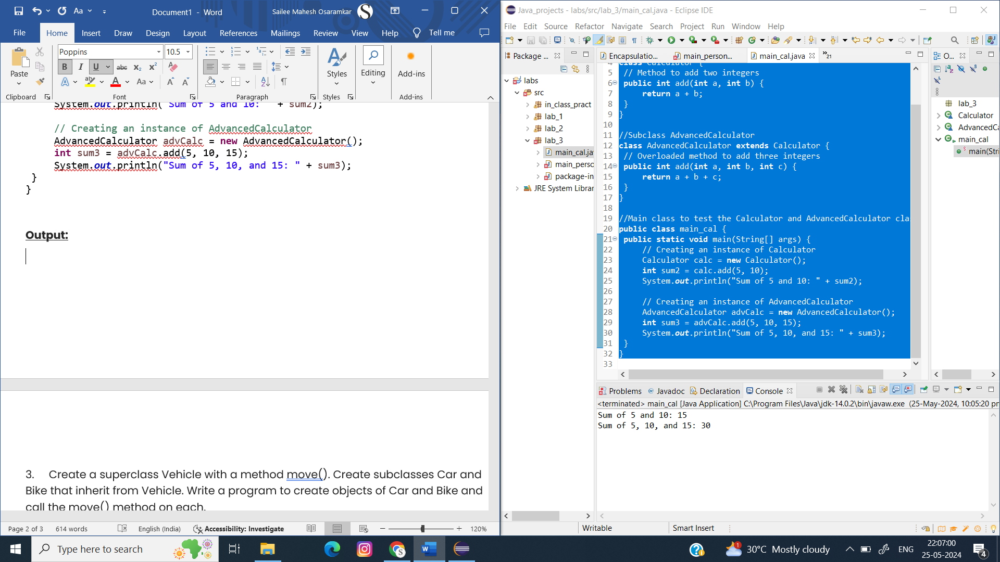 Document1 - Word
Sailee Mahesh Osaramkar
File Home Insert Draw Design Layout References Mailings Review View Help Tell me
Paste
Clipboard
Poppins 10.5
Font
Paragraph
Styles
Styles
Editing
Add-ins
Add-ins
System.out.println("Sum of 5 and 10: " + sum2);
// Creating an instance of AdvancedCalculator
AdvancedCalculator advCalc = new AdvancedCalculator();
int sum3 = advCalc.add(5, 10, 15);
System.out.println("Sum of 5, 10, and 15: " + sum3);
}
}
Output:
3. Create a superclass Vehicle with a method move(). Create subclasses Car and
Bike that inherit from Vehicle. Write a program to create objects of Car and Bike and
call the move() method on each.
Page 2 of 3 614 words English (India) Accessibility: Investigate 120%
Java_projects - labs/src/lab_3/main_cal.java - Eclipse IDE
File Edit Source Refactor Navigate Search Project Run Window Help
Package ...
labs
src
in_class_pract
lab_1
lab_2
lab_3
main_cal.ja
main_perso
package-in
JRE System Librar
Encapsulatio... main_person... main_cal.java 21
4 class Calculator {
5 // Method to add two integers
6 public int add(int a, int b) {
7 return a + b;
8 }
9 }
10
11 //Subclass AdvancedCalculator
12 class AdvancedCalculator extends Calculator {
13 // Overloaded method to add three integers
14 public int add(int a, int b, int c) {
15 return a + b + c;
16 }
17 }
18
19 //Main class to test the Calculator and AdvancedCalculator cla
20 public class main_cal {
21 public static void main(String[] args) {
22 // Creating an instance of Calculator
23 Calculator calc = new Calculator();
24 int sum2 = calc.add(5, 10);
25 System.out.println("Sum of 5 and 10: " + sum2);
26
27 // Creating an instance of AdvancedCalculator
28 AdvancedCalculator advCalc = new AdvancedCalculator();
29 int sum3 = advCalc.add(5, 10, 15);
30 System.out.println("Sum of 5, 10, and 15: " + sum3);
31 }
32 }
33
O...
lab_3
Calculator
AdvancedCa
main_cal
main(Stri
Problems Javadoc Declaration Console
<terminated> main_cal [Java Application] C:\Program Files\Java\jdk-14.0.2\bin\javaw.exe (25-May-2024, 10:05:20 pr
Sum of 5 and 10: 15
Sum of 5, 10, and 15: 30
Writable Smart Insert
Type here to search
30°C Mostly cloudy
ENG
22:07:00
25-05-2024
4